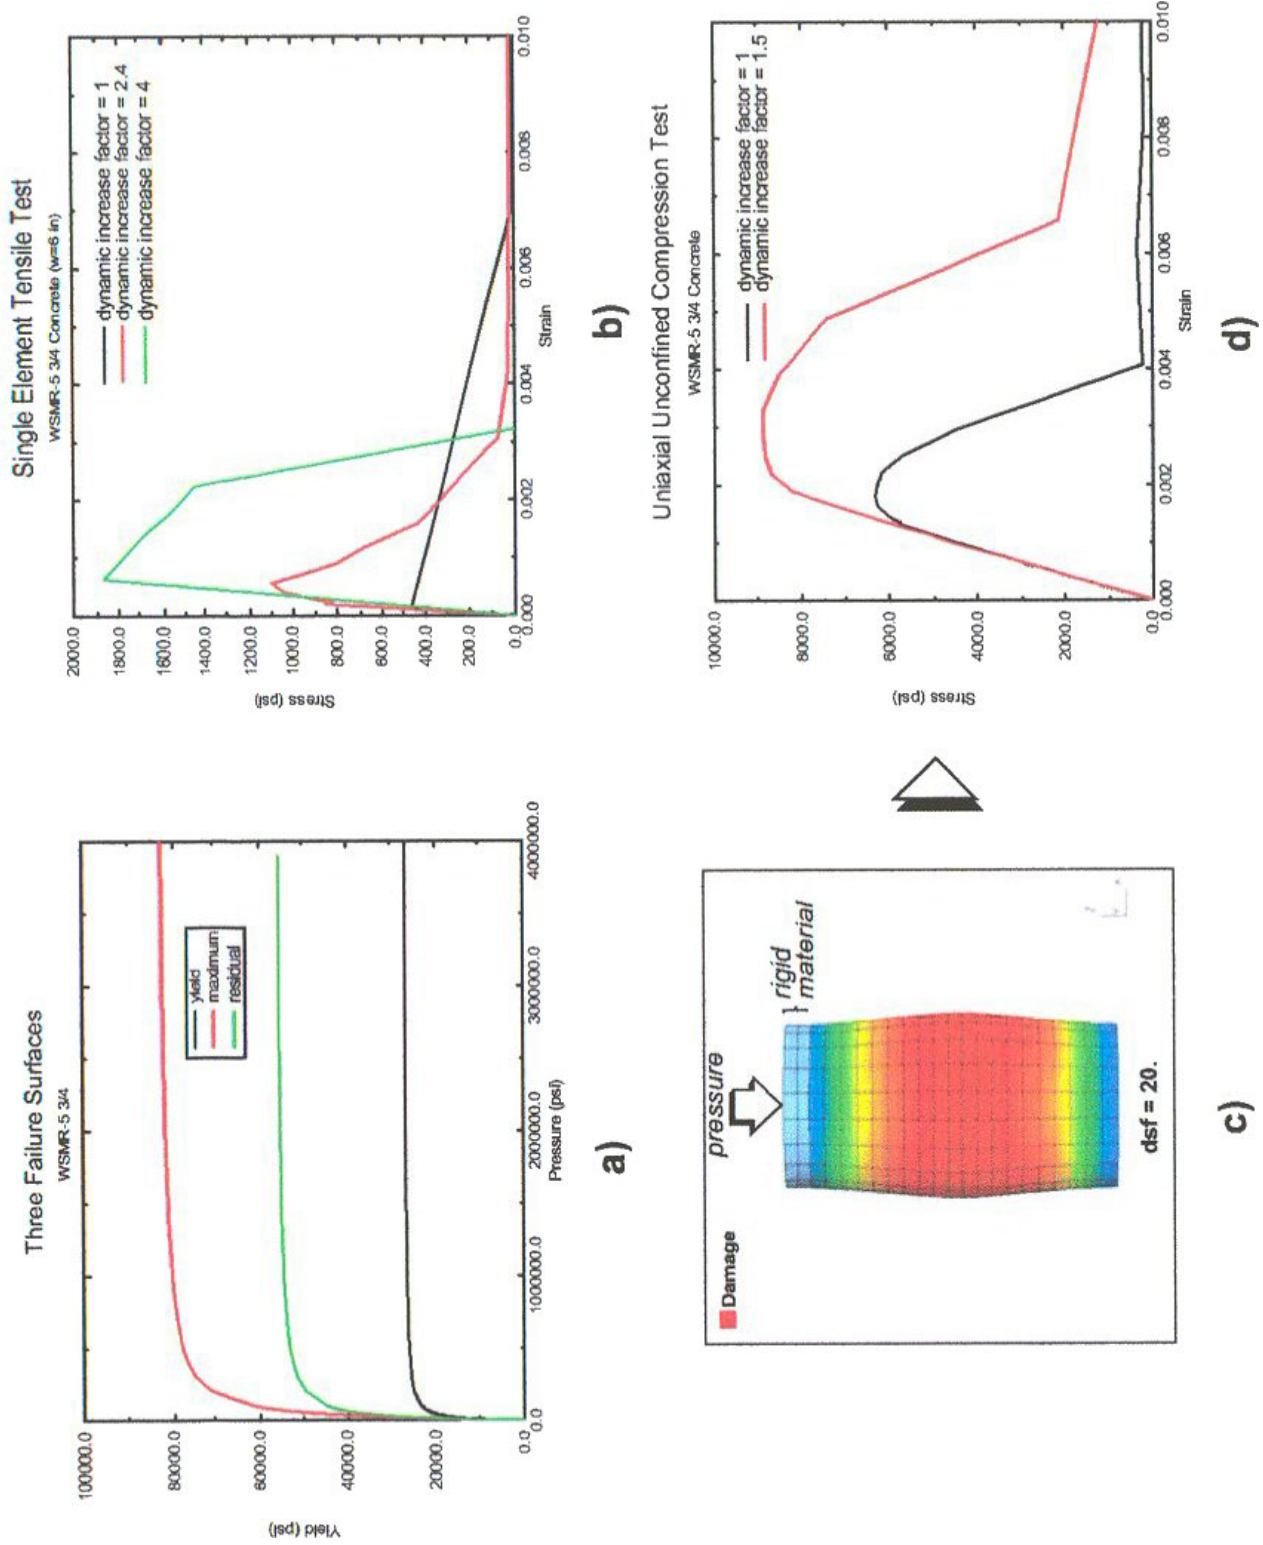 Three Failure Surfaces
WSMR-5 3/4
100000.0
80000.0
60000.0
40000.0
20000.0
0.0
Yield (psi)
yield
maximum
residual
0.0
1000000.0
2000000.0
3000000.0
4000000.0
Pressure (psi)
a)
Single Element Tensile Test
WSMR-5 3/4 Concrete (w=6 in)
2000.0
1800.0
1600.0
1400.0
1200.0
1000.0
800.0
600.0
400.0
200.0
0.0
Stress (psi)
dynamic increase factor = 1
dynamic increase factor = 2.4
dynamic increase factor = 4
0.000
0.002
0.004
0.006
0.008
0.010
Strain
b)
Damage
pressure
rigid
material
dsf = 20.
c)
Uniaxial Unconfined Compression Test
WSMR-5 3/4 Concrete
10000.0
8000.0
6000.0
4000.0
2000.0
0.0
Stress (psi)
dynamic increase factor = 1
dynamic increase factor = 1.5
0.000
0.002
0.004
0.006
0.008
0.010
Strain
d)